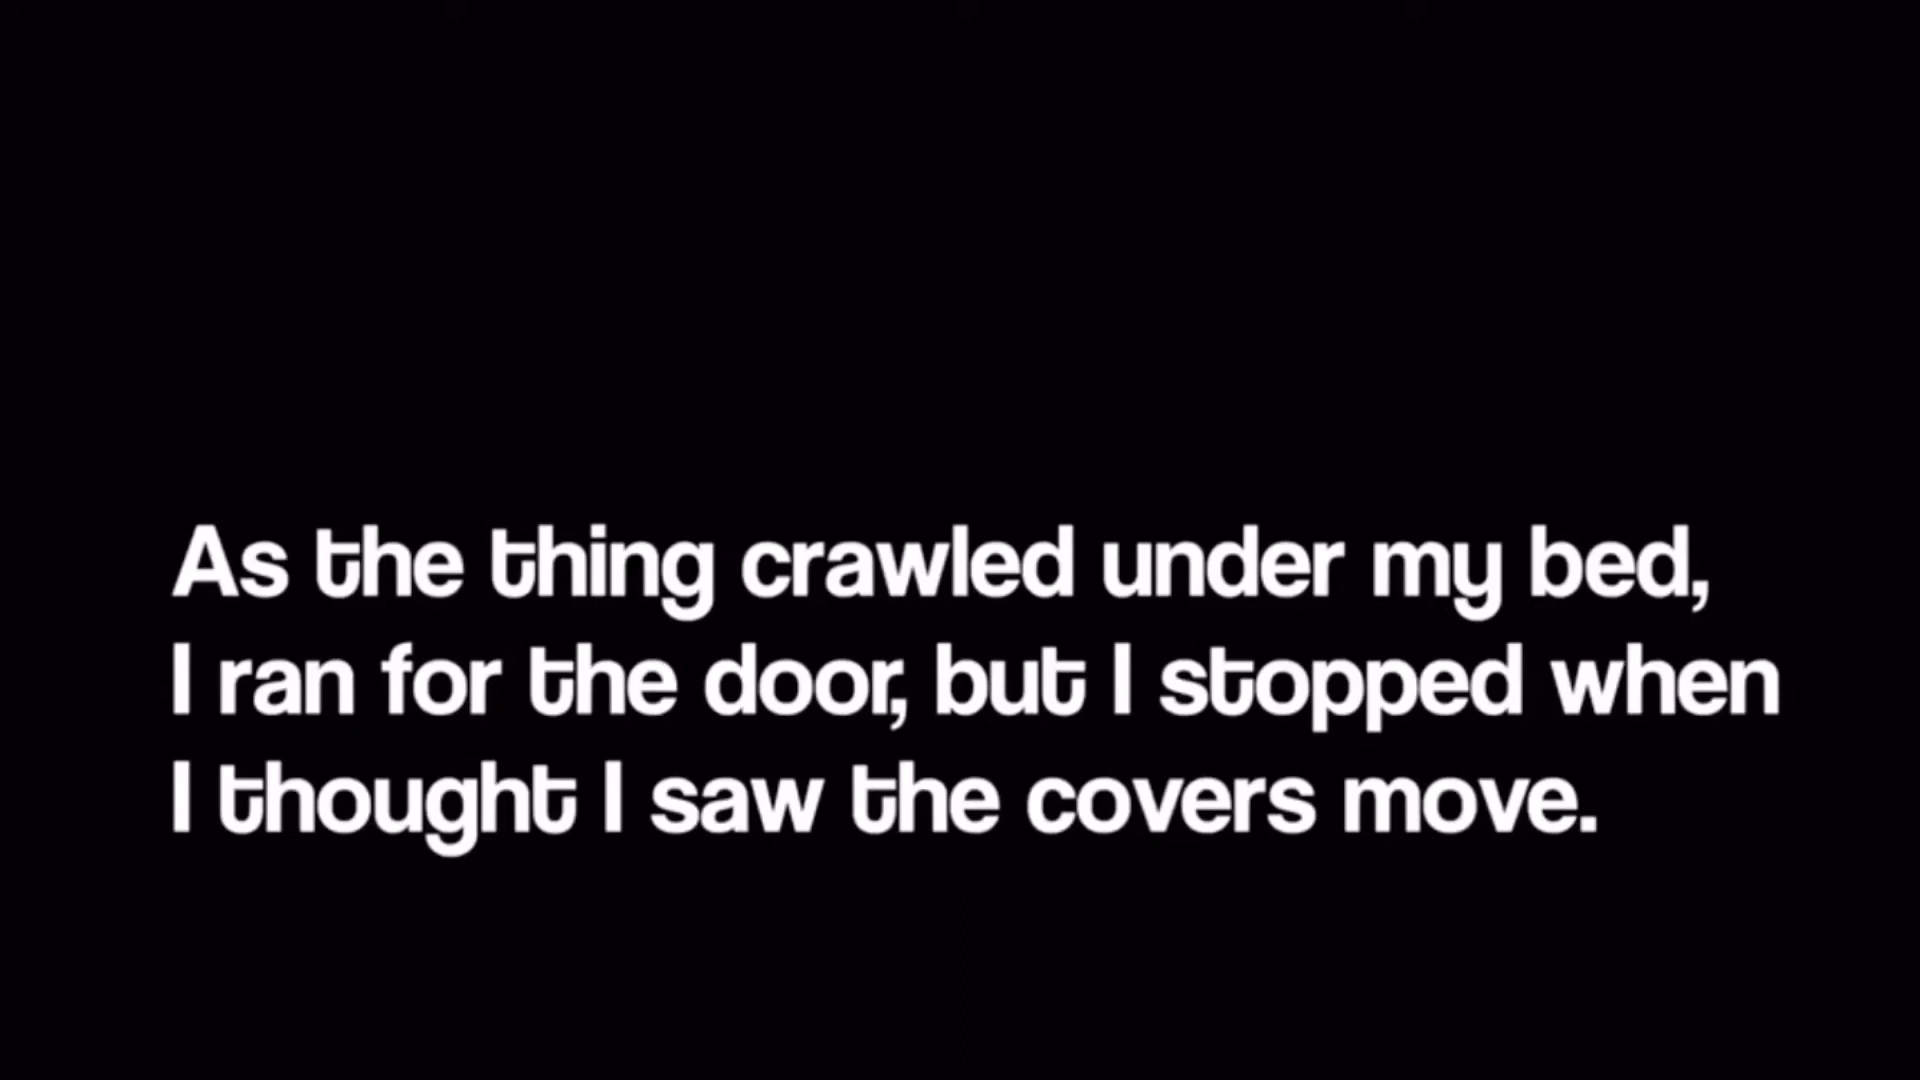 As the thing crawled under my bed,
I ran for the door, but I stopped when
I thought I saw the covers move.